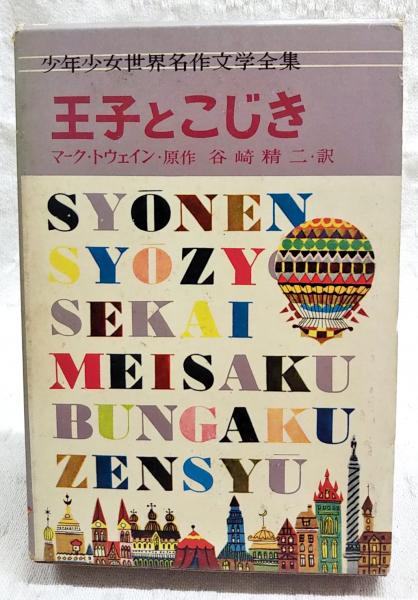 少年少女世界名作文学全集
王子とこじき
マーク・トウェイン・原作 谷崎精二・訳
SYŌNEN
SYŌZYO
SEKAI
MEISAKU
BUNGAKU
ZENSYŪ